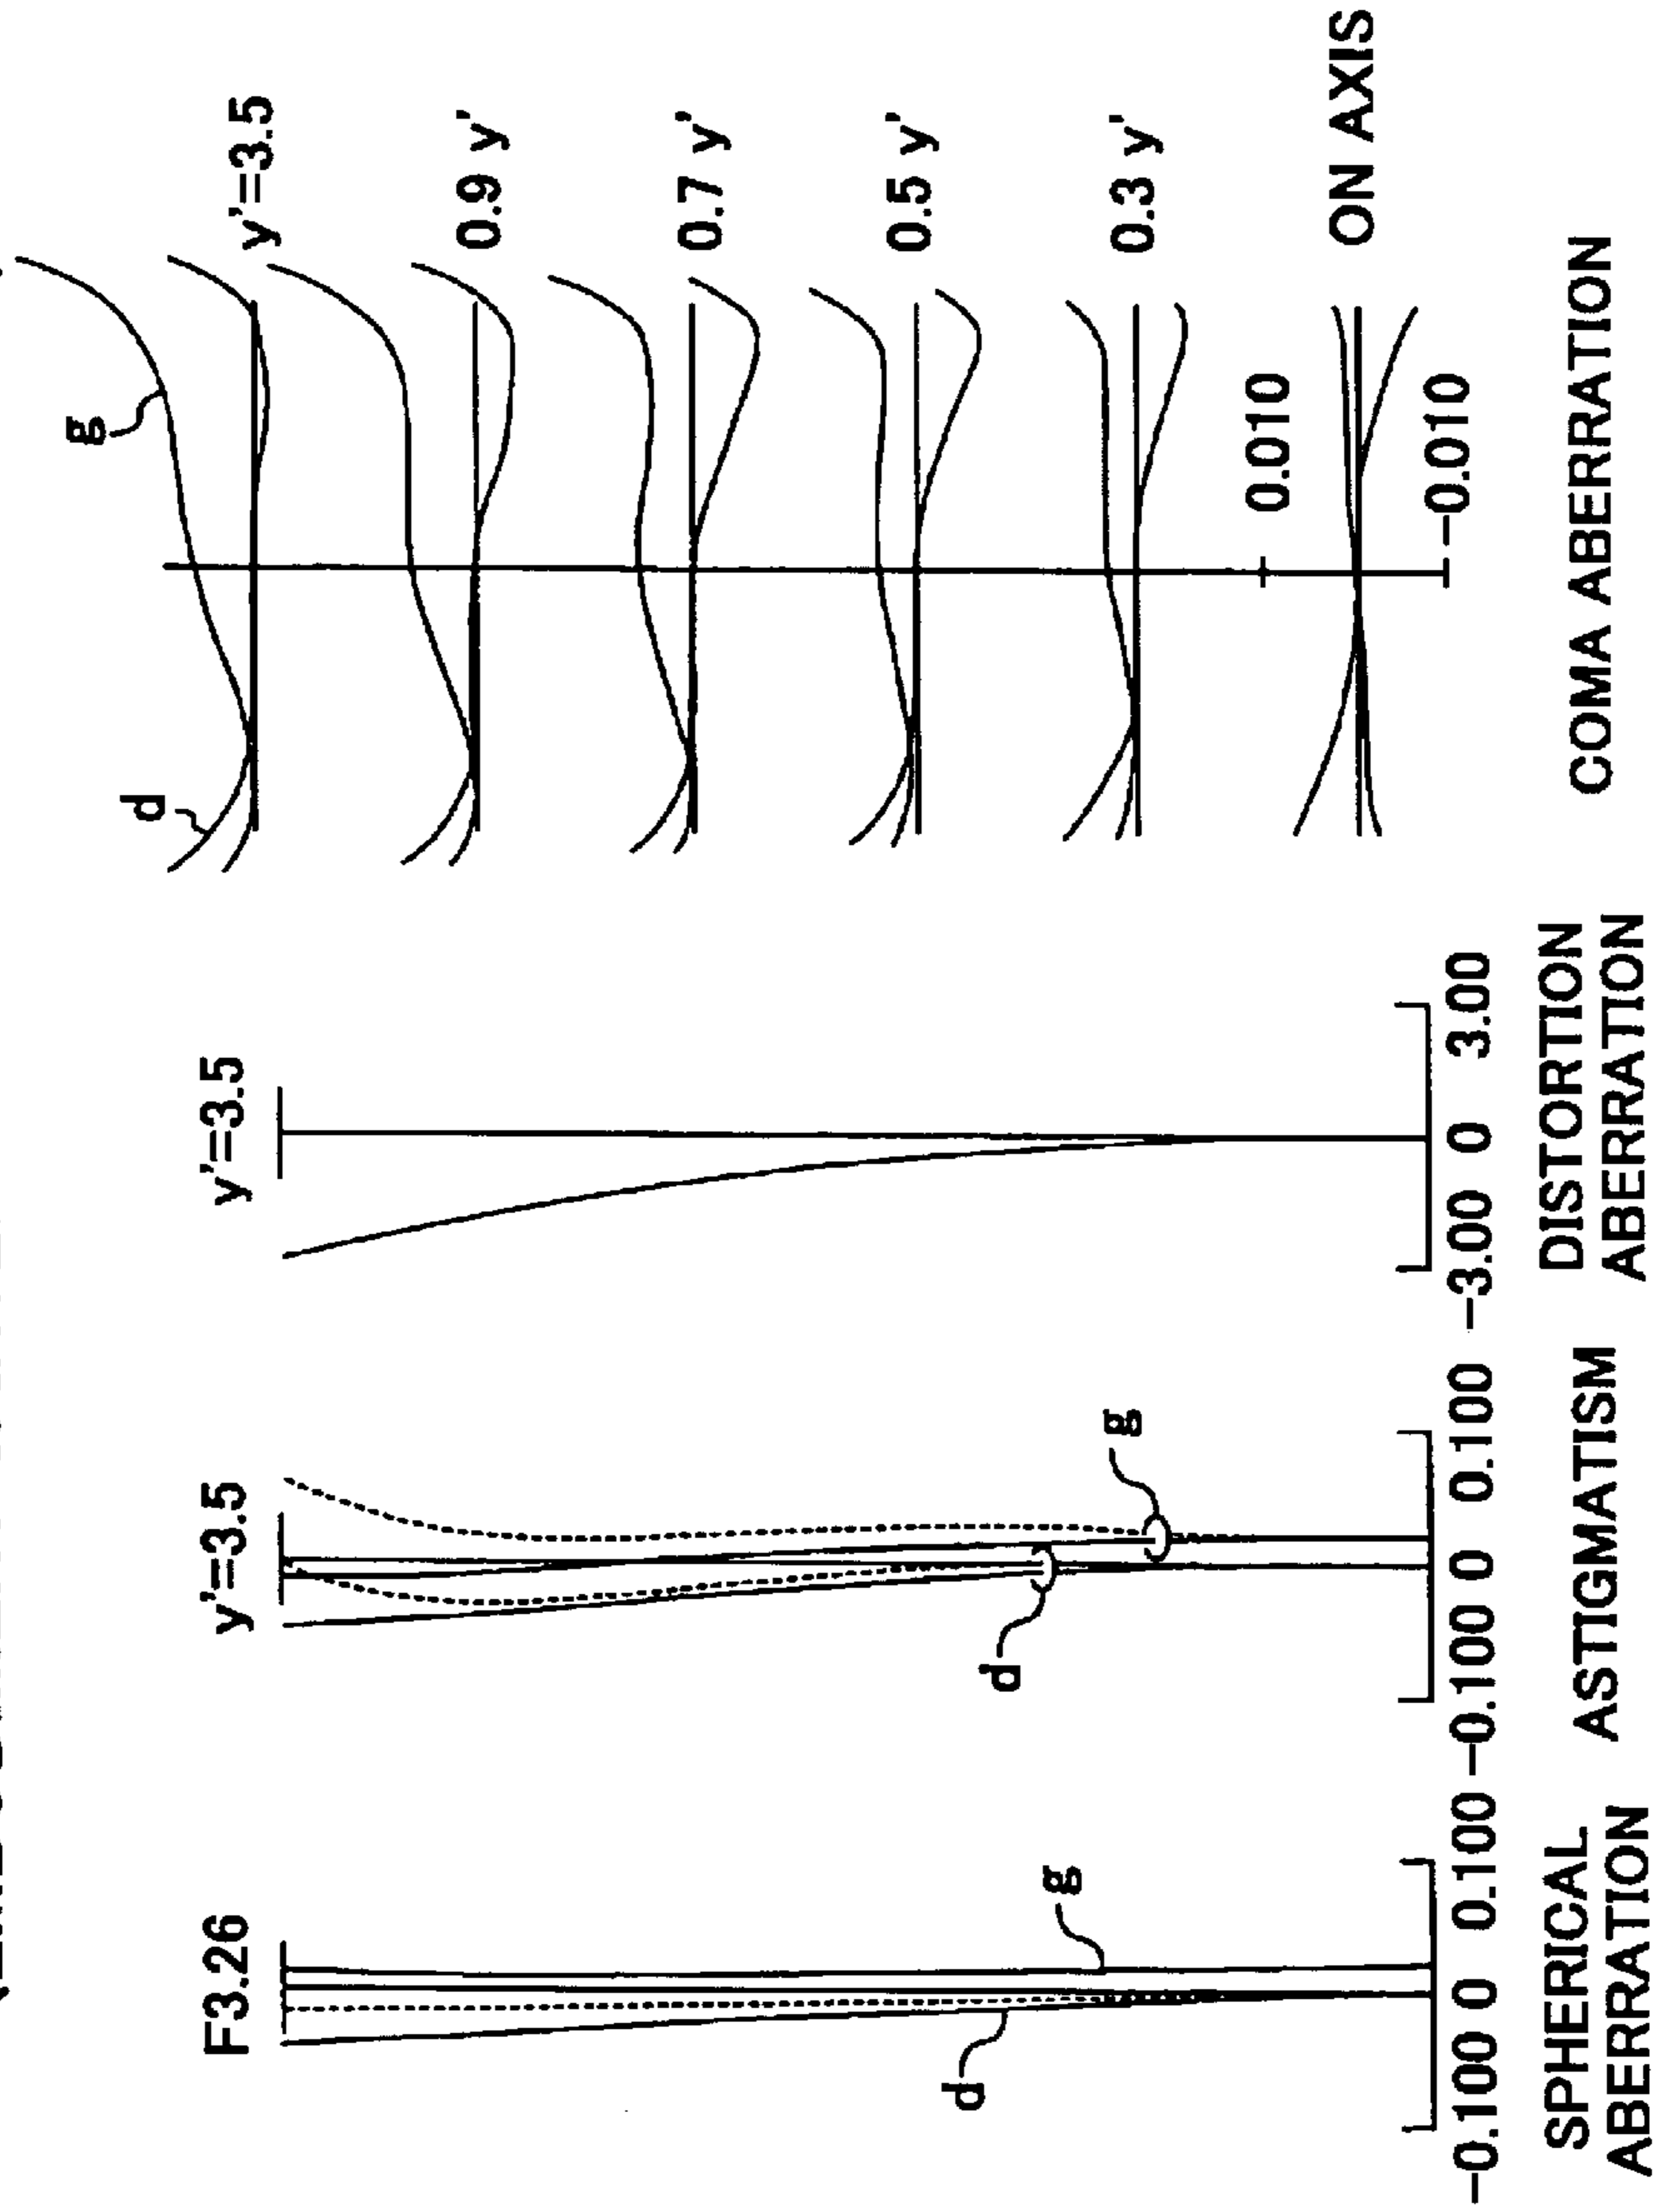 F3.26
g
d
-0.100 0 0.100
SPHERICAL
ABERRATION
y'=3.5
g
d
-0.100 0 0.100
ASTIGMATISM
y'=3.5
-3.00 0 3.00
DISTORTION
ABERRATION
g
d
y'=3.5
0.9 y'
0.7 y'
0.5 y'
0.3 y'
0.010
ON AXIS
-0.010
COMA ABERRATION